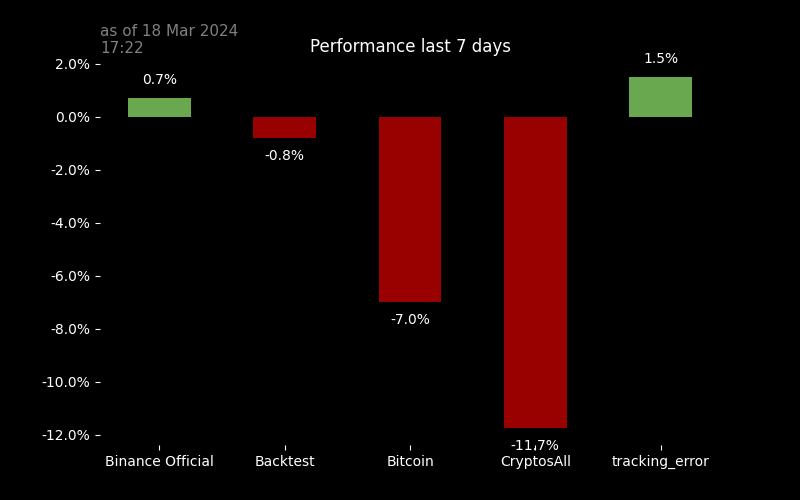 as of 18 Mar 2024
17:22
Performance last 7 days
2.0%
0.0%
-2.0%
-4.0%
-6.0%
-8.0%
-10.0%
-12.0%
0.7%
-0.8%
-7.0%
-11.7%
1.5%
Binance Official
Backtest
Bitcoin
CryptosAll
tracking_error